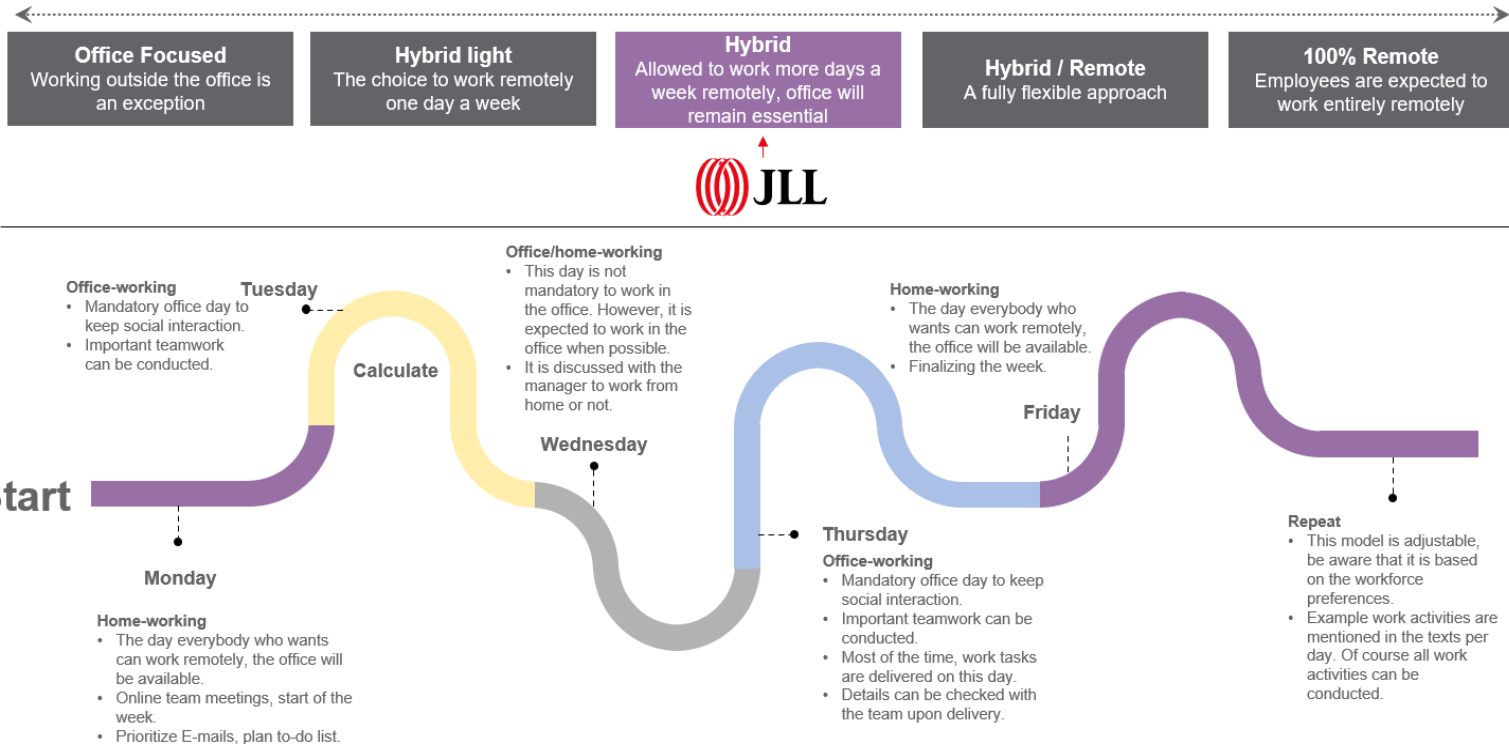 Office Focused
Working outside the office is
an exception
Hybrid light
The choice to work remotely
one day a week
Hybrid
Allowed to work more days a
week remotely, office will
remain essential
Hybrid / Remote
A fully flexible approach
100% Remote
Employees are expected to
work entirely remotely
JLL
tart
Monday
Home-working
• The day everybody who wants
can work remotely, the office will
be available.
• Online team meetings, start of the
week.
• Prioritize E-mails, plan to-do list.
Office-working
• Mandatory office day to
keep social interaction.
• Important teamwork
can be conducted.
Tuesday
Calculate
Office/home-working
• This day is not
mandatory to work in
the office. However, it is
expected to work in the
office when possible.
• It is discussed with the
manager to work from
home or not.
Wednesday
Thursday
Office-working
• Mandatory office day to keep
social interaction.
• Important teamwork can be
conducted.
• Most of the time, work tasks
are delivered on this day.
• Details can be checked with
the team upon delivery.
Home-working
• The day everybody who
wants can work remotely,
the office will be available.
• Finalizing the week.
Friday
Repeat
• This model is adjustable,
be aware that it is based
on the workforce
preferences.
• Example work activities are
mentioned in the texts per
day. Of course all work
activities can be
conducted.